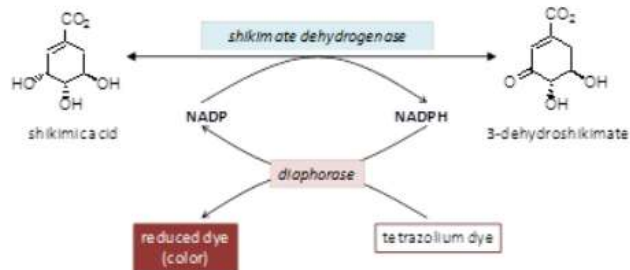 CO₂
shikimate dehydrogenase
CO₂
HO
OH
OH
O
OH
OH
shikimic acid
NADP
NADPH
3-dehydroshikimate
diaphorase
reduced dye
(color)
tetrazolium dye